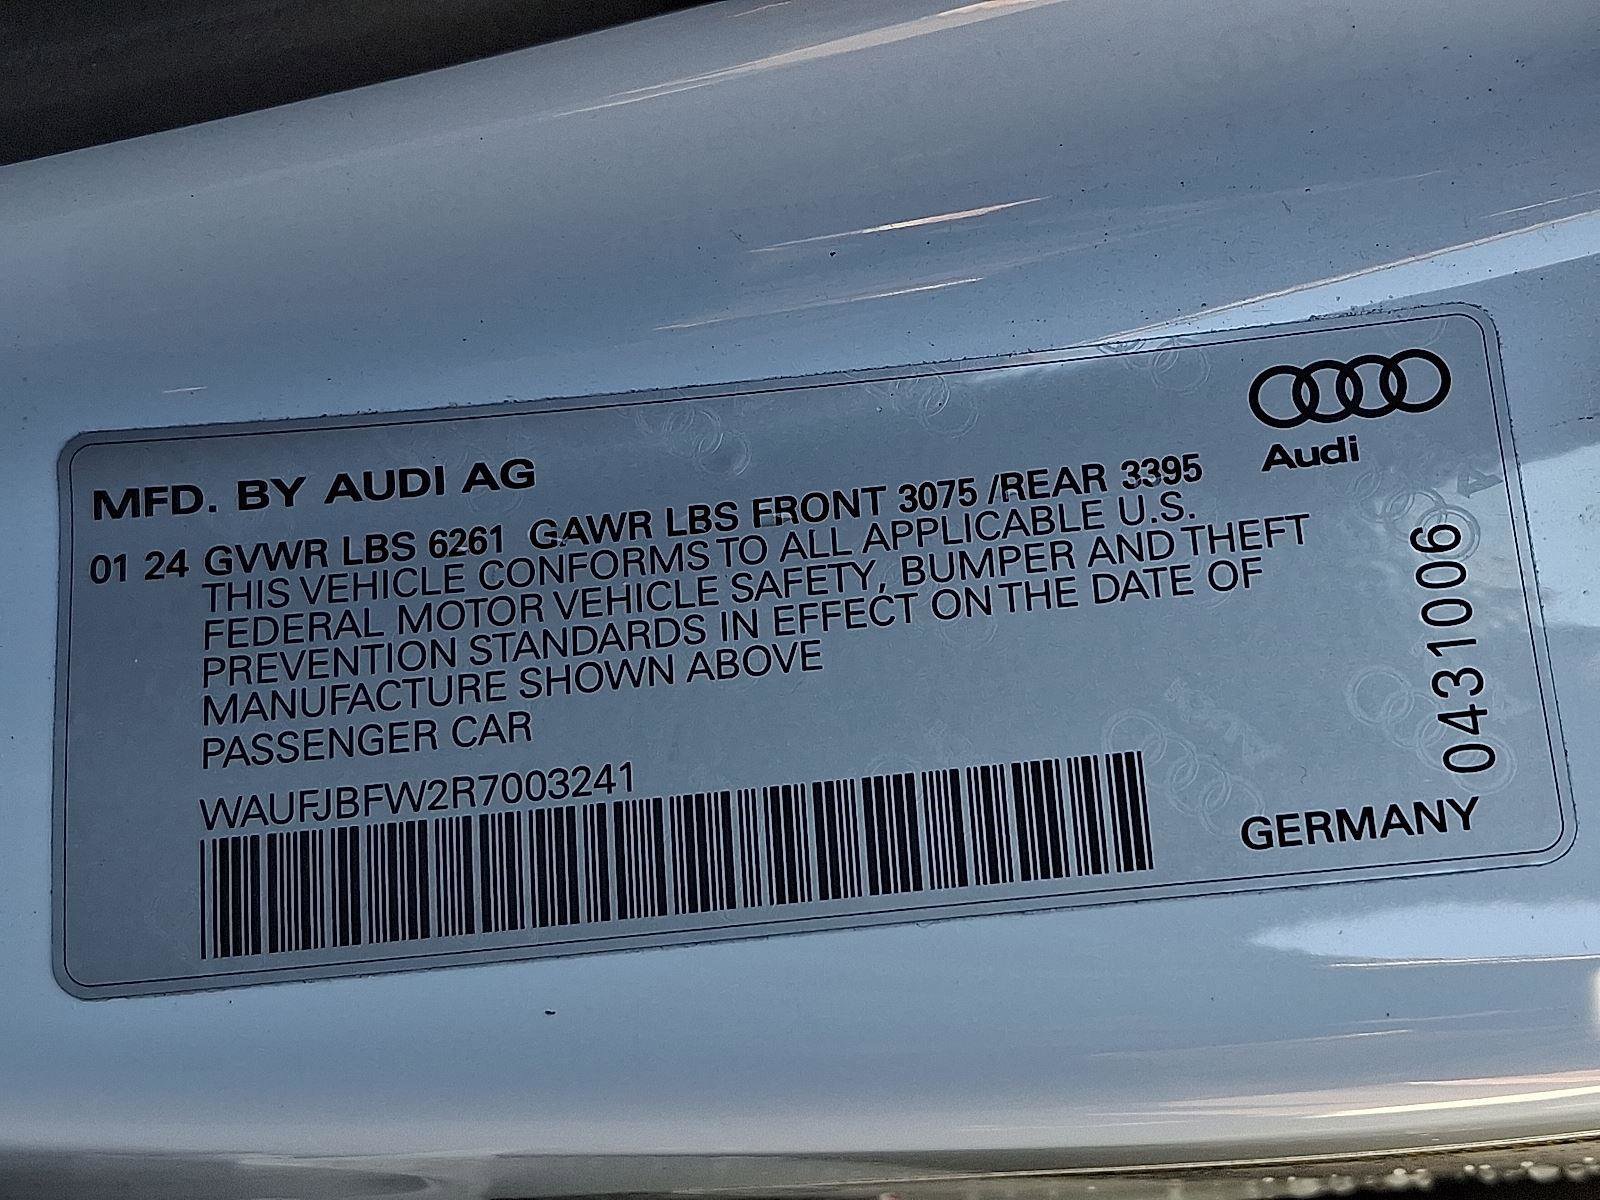 Audi
MFD. BY AUDI AG
01 24 GVWR LBS 6261 GAWR LBS FRONT 3075 /REAR 3395
THIS VEHICLE CONFORMS TO ALL APPLICABLE U.S.
FEDERAL MOTOR VEHICLE SAFETY, BUMPER AND THEFT
PREVENTION STANDARDS IN EFFECT ON THE DATE OF
MANUFACTURE SHOWN ABOVE
PASSENGER CAR
WAUFJBFW2R7003241
GERMANY
0431006